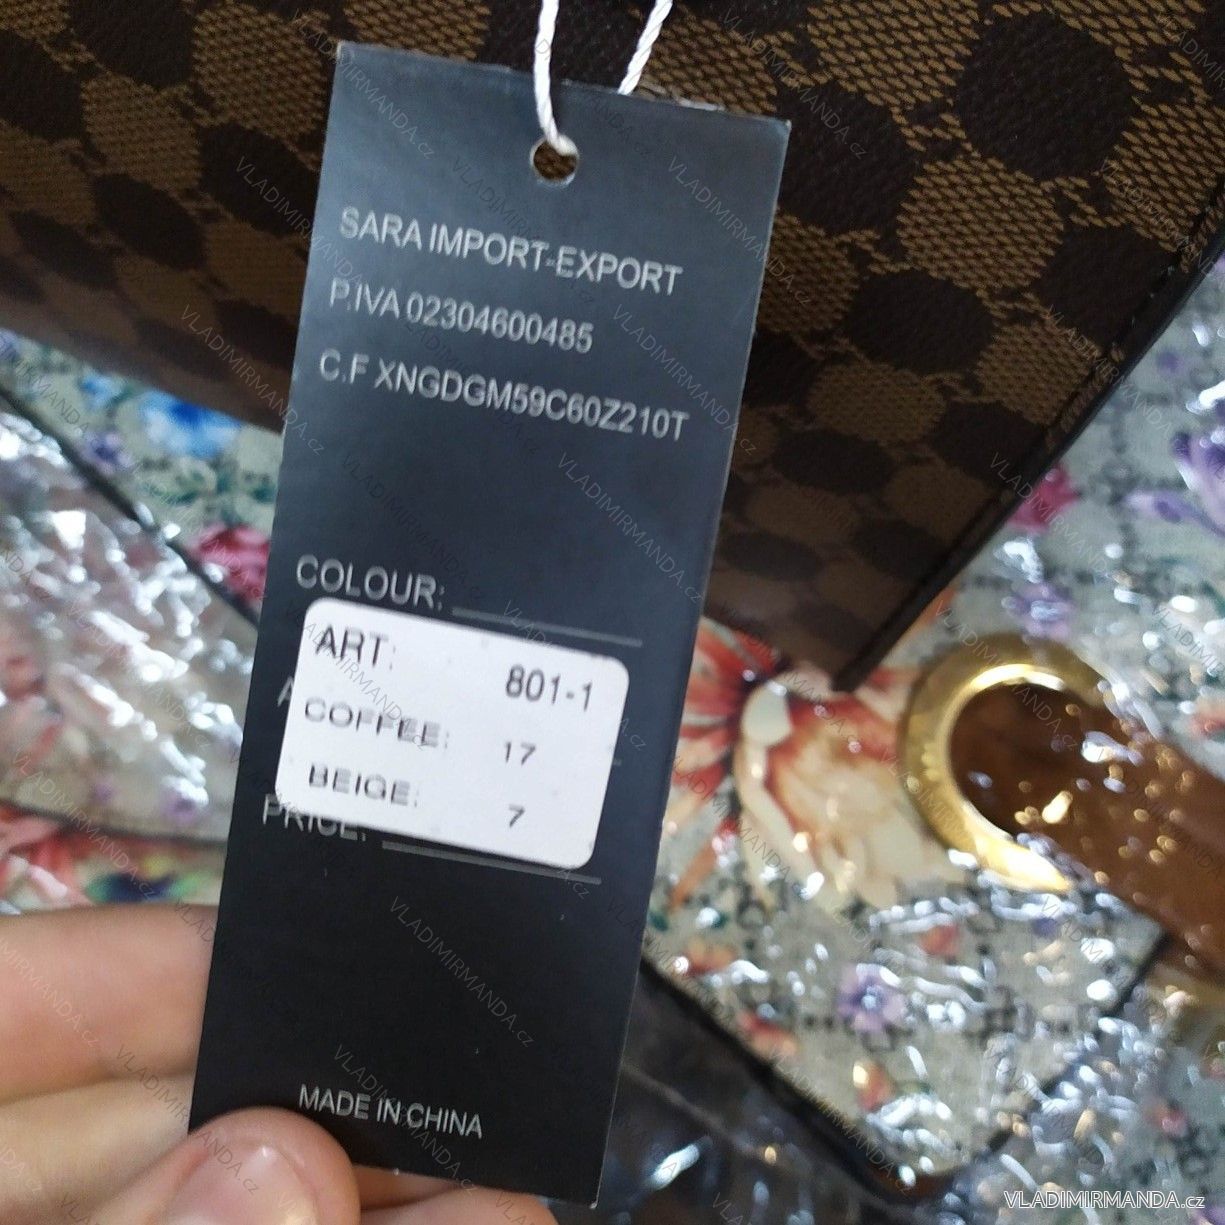 SARA IMPORT-EXPORT
P.IVA 02304600485
C.F XNGDGM59C60Z210T
COLOUR:
ART: 801-1
COFFEE: 17
BEIGE: 7
PRICE:
MADE IN CHINA
VLADIMIRMANDA.cz